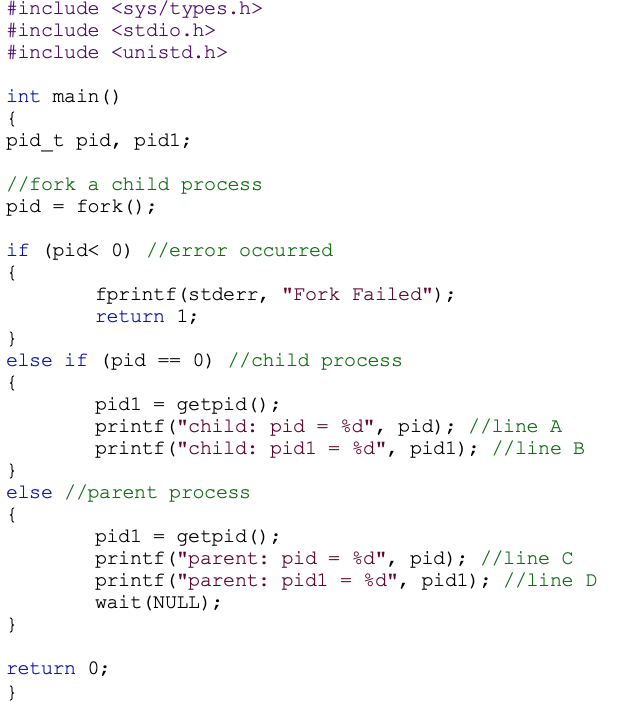 #include <sys/types.h>
#include <stdio.h>
#include <unistd.h>

int main()
{
pid_t pid, pid1;

//fork a child process
pid = fork();

if (pid< 0) //error occurred
{
        fprintf(stderr, "Fork Failed");
        return 1;
}
else if (pid == 0) //child process
{
        pid1 = getpid();
        printf("child: pid = %d", pid); //line A
        printf("child: pid1 = %d", pid1); //line B
}
else //parent process
{
        pid1 = getpid();
        printf("parent: pid = %d", pid); //line C
        printf("parent: pid1 = %d", pid1); //line D
        wait(NULL);
}

return 0;
}